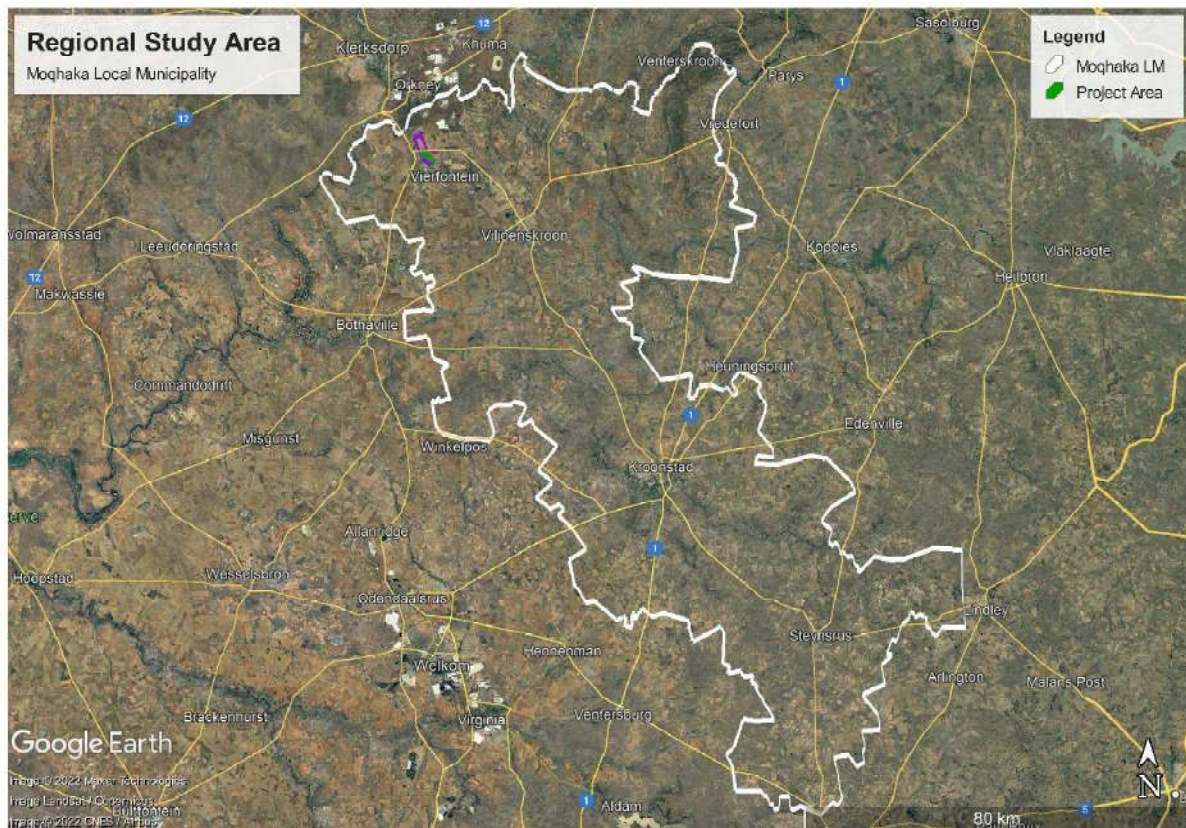 Regional Study Area
Moqhaka Local Municipality
Legend
Moqhaka LM
Project Area
12
Sasolburg
Klerksdorp
Khuma
Venterskroon
Parys
1
Orkney
12
Vredefort
Vierfontein
Wolmaransstad
Leeudoringstad
Viljoenskroon
Koppies
Vlaklaagte
Heilbron
12
Makwassie
Bothaville
Heuningspruit
Commandodrift
1
Edenville
Misgunst
Winkelpos
Kroonstad
erve
Allanridge
1
Hoopstad
Wesselsbron
Odendaalsrus
Lindley
Steynsrus
Hennenman
Welkom
Arlington
Malans Post
Brackenhurst
Virginia
Ventersburg
Google Earth
N
Image © 2022 Maxar Technologies
Image Landsat / Copernicus
Image © 2022 CNES / Airbus
Bultfontein
1
Aldam
80 km
5